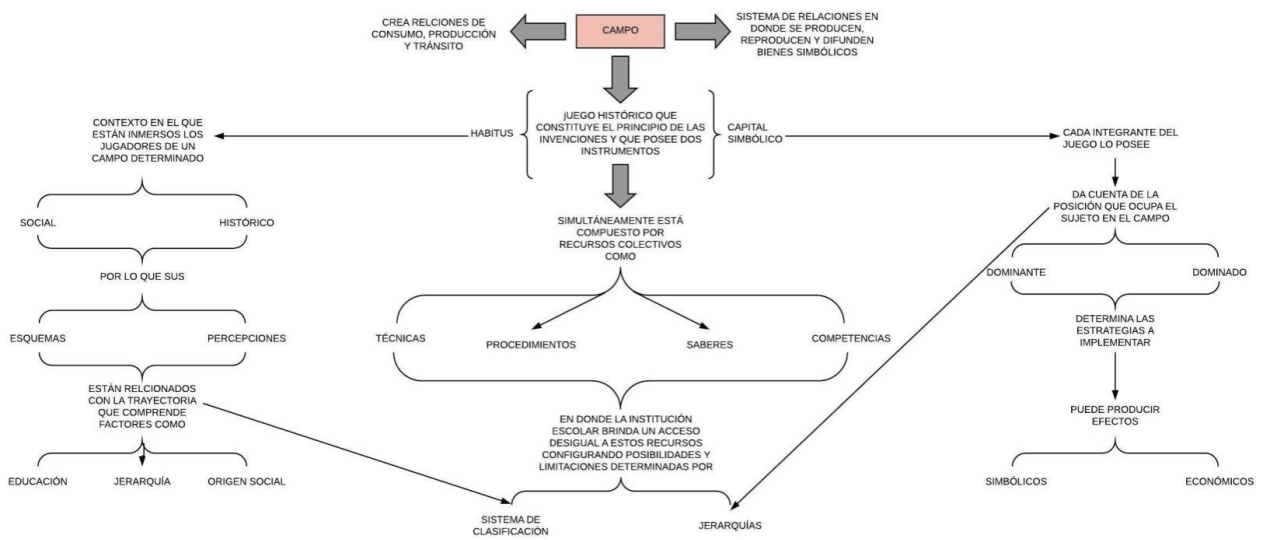 CREA RELCIONES DE
CONSUMO, PRODUCCIÓN
Y TRÁNSITO
CAMPO
SISTEMA DE RELACIONES EN
DONDE SE PRODUCEN,
REPRODUCEN Y DIFUNDEN
BIENES SIMBÓLICOS
CONTEXTO EN EL QUE
ESTÁN INMERSOS LOS
JUGADORES DE UN
CAMPO DETERMINADO
HABITUS
jUEGO HISTÓRICO QUE
CONSTITUYE EL PRINCIPIO DE LAS
INVENCIONES Y QUE POSEE DOS
INSTRUMENTOS
CAPITAL
SIMBÓLICO
CADA INTEGRANTE DEL
JUEGO LO POSEE
SOCIAL
HISTÓRICO
POR LO QUE SUS
ESQUEMAS
PERCEPCIONES
ESTÁN RELCIONADOS
CON LA TRAYECTORIA
QUE COMPRENDE
FACTORES COMO
EDUCACIÓN
JERARQUÍA
ORIGEN SOCIAL
SIMULTÁNEAMENTE ESTÁ
COMPUESTO POR
RECURSOS COLECTIVOS
COMO
TÉCNICAS
PROCEDIMIENTOS
SABERES
COMPETENCIAS
EN DONDE LA INSTITUCIÓN
ESCOLAR BRINDA UN ACCESO
DESIGUAL A ESTOS RECURSOS
CONFIGURANDO POSIBILIDADES Y
LIMITACIONES DETERMINADAS POR
SISTEMA DE
CLASIFICACIÓN
JERARQUÍAS
DA CUENTA DE LA
POSICIÓN QUE OCUPA EL
SUJETO EN EL CAMPO
DOMINANTE
DOMINADO
DETERMINA LAS
ESTRATEGIAS A
IMPLEMENTAR
PUEDE PRODUCIR
EFECTOS
SIMBÓLICOS
ECONÓMICOS